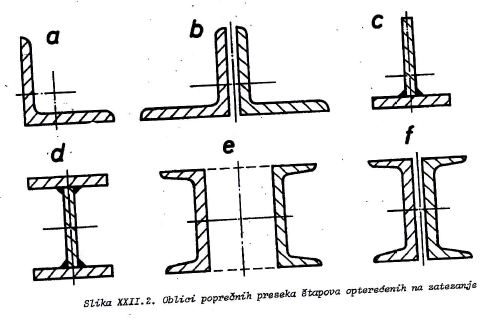 a
b
c
d
e
f
Slika XXII.2. Oblici poprečnih preseka štapova opterećenih na zatezanje